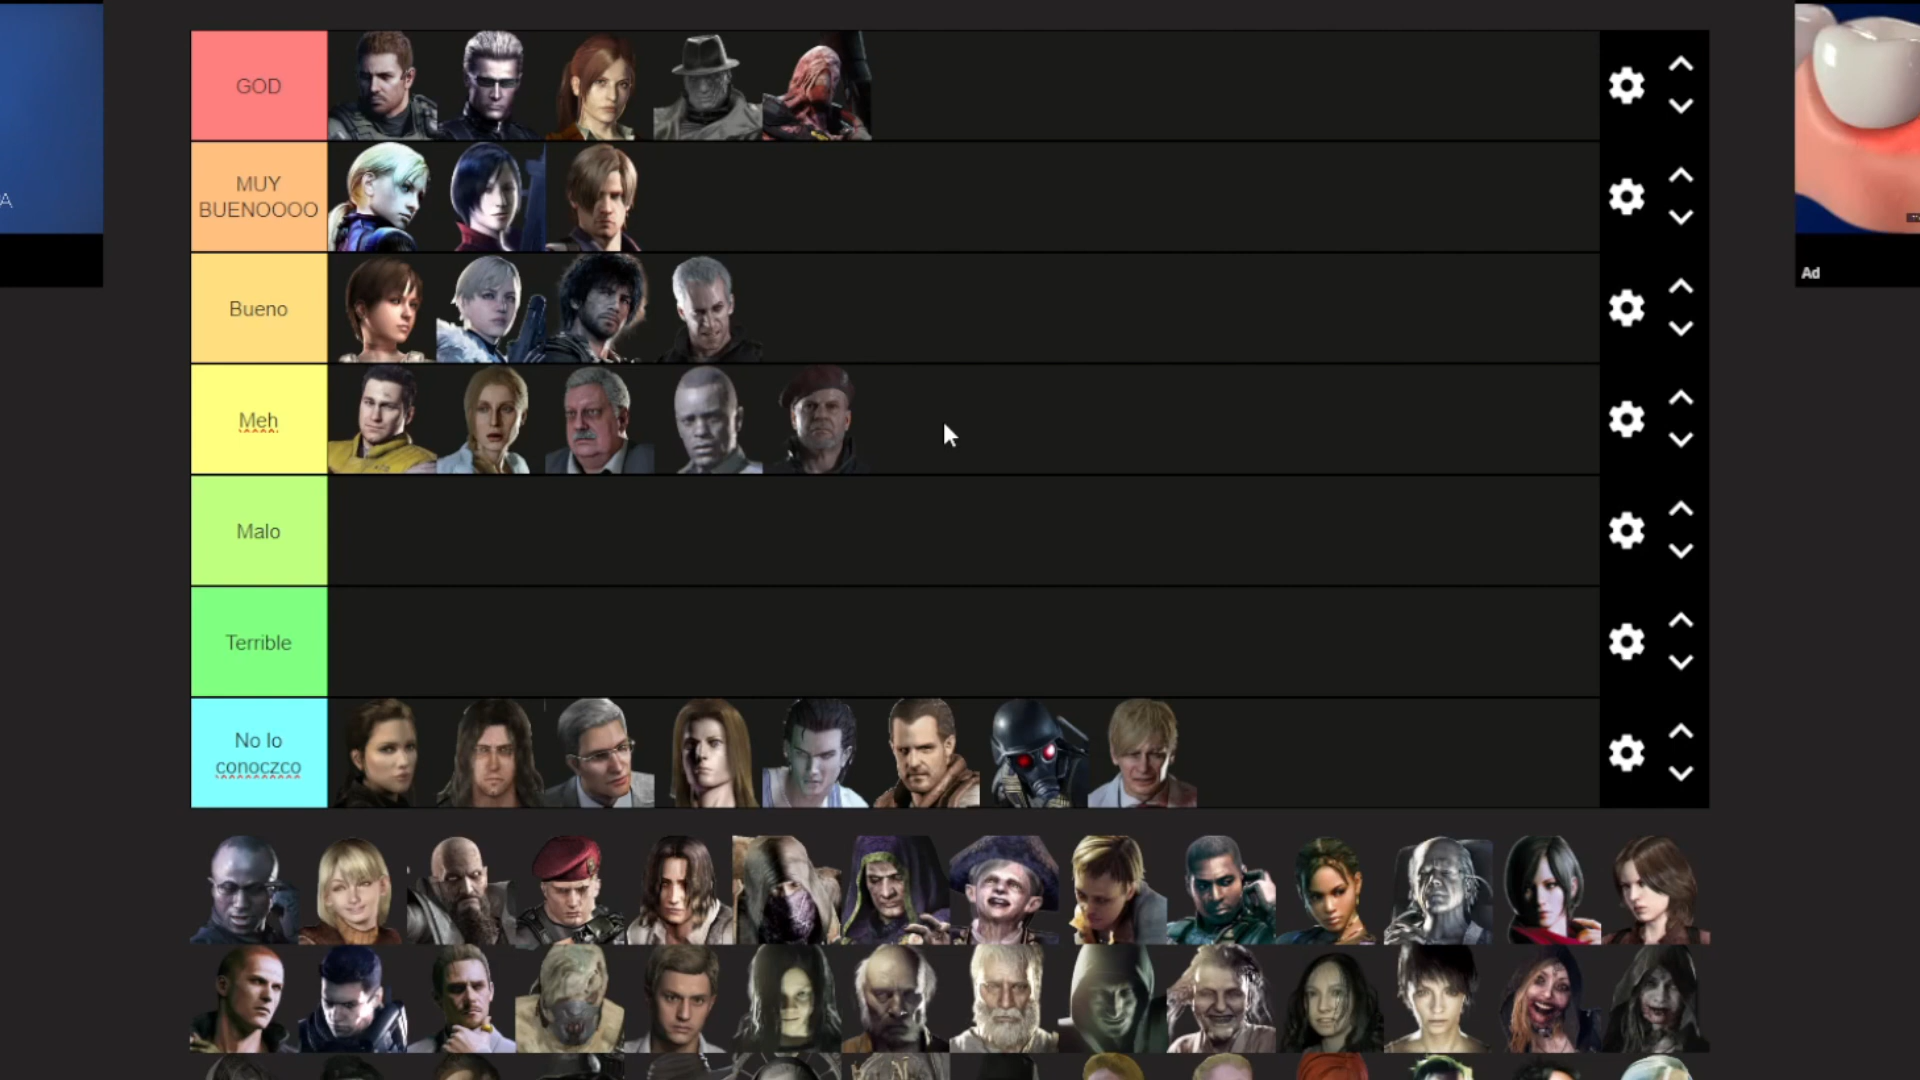 GOD
MUY
BUENOOOO
Bueno
Meh
Malo
Terrible
No lo
conoczco
A
Ad